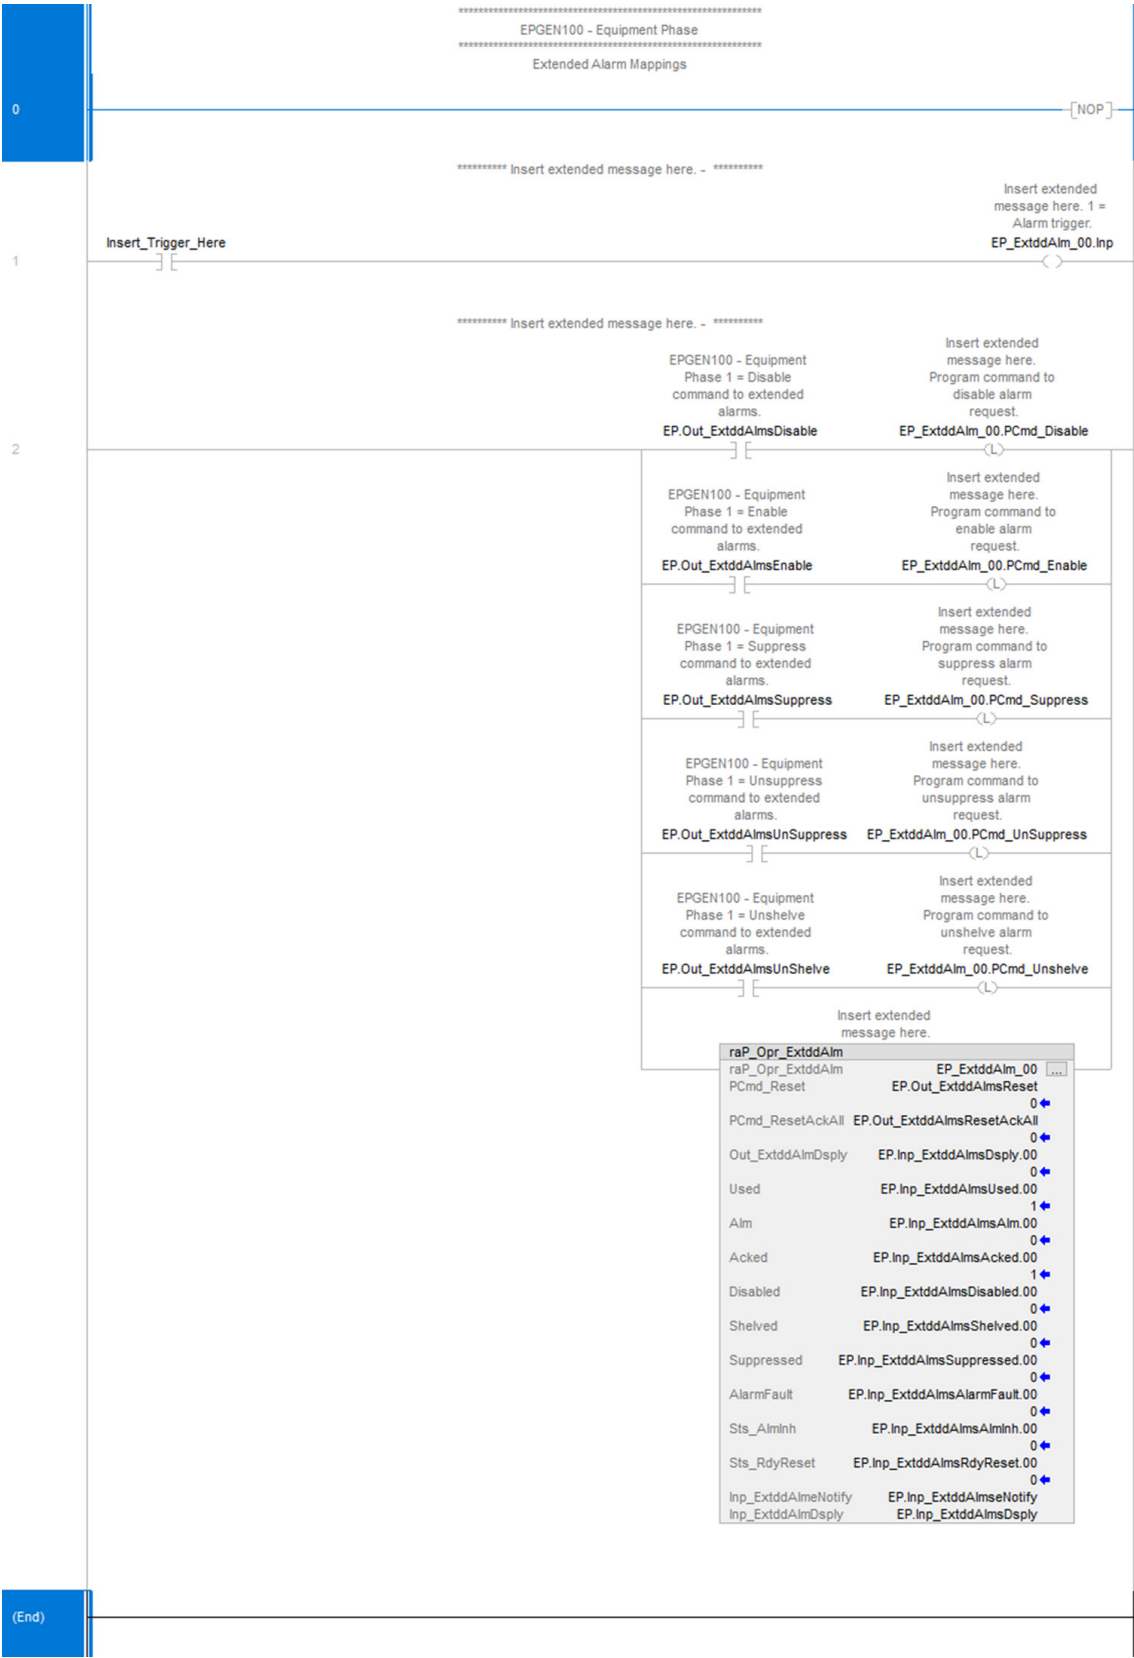 ************************************************************
EPGEN100 - Equipment Phase
************************************************************
Extended Alarm Mappings
0
NOP
********** Insert extended message here. - **********
Insert extended
message here. 1 =
Alarm trigger.
Insert_Trigger_Here
EP_ExtddAlm_00.Inp
1
********** Insert extended message here. - **********
EPGEN100 - Equipment
Phase 1 = Disable
command to extended
alarms.
EP.Out_ExtddAlmsDisable
Insert extended
message here.
Program command to
disable alarm
request.
EP_ExtddAlm_00.PCmd_Disable
2
L
EPGEN100 - Equipment
Phase 1 = Enable
command to extended
alarms.
EP.Out_ExtddAlmsEnable
Insert extended
message here.
Program command to
enable alarm
request.
EP_ExtddAlm_00.PCmd_Enable
L
EPGEN100 - Equipment
Phase 1 = Suppress
command to extended
alarms.
EP.Out_ExtddAlmsSuppress
Insert extended
message here.
Program command to
suppress alarm
request.
EP_ExtddAlm_00.PCmd_Suppress
L
EPGEN100 - Equipment
Phase 1 = Unsuppress
command to extended
alarms.
EP.Out_ExtddAlmsUnSuppress
Insert extended
message here.
Program command to
unsuppress alarm
request.
EP_ExtddAlm_00.PCmd_UnSuppress
L
EPGEN100 - Equipment
Phase 1 = Unshelve
command to extended
alarms.
EP.Out_ExtddAlmsUnShelve
Insert extended
message here.
Program command to
unshelve alarm
request.
EP_ExtddAlm_00.PCmd_Unshelve
L
Insert extended
message here.
raP_Opr_ExtddAlm
raP_Opr_ExtddAlm EP_ExtddAlm_00 ...
PCmd_Reset EP.Out_ExtddAlmsReset
0
PCmd_ResetAckAll EP.Out_ExtddAlmsResetAckAll
0
Out_ExtddAlmDsply EP.Inp_ExtddAlmsDsply.00
0
Used EP.Inp_ExtddAlmsUsed.00
1
Alm EP.Inp_ExtddAlmsAlm.00
0
Acked EP.Inp_ExtddAlmsAcked.00
1
Disabled EP.Inp_ExtddAlmsDisabled.00
0
Shelved EP.Inp_ExtddAlmsShelved.00
0
Suppressed EP.Inp_ExtddAlmsSuppressed.00
0
AlarmFault EP.Inp_ExtddAlmsAlarmFault.00
0
Sts_AlmInh EP.Inp_ExtddAlmsAlmInh.00
0
Sts_RdyReset EP.Inp_ExtddAlmsRdyReset.00
0
Inp_ExtddAlmeNotify EP.Inp_ExtddAlmseNotify
Inp_ExtddAlmDsply EP.Inp_ExtddAlmsDsply
(End)